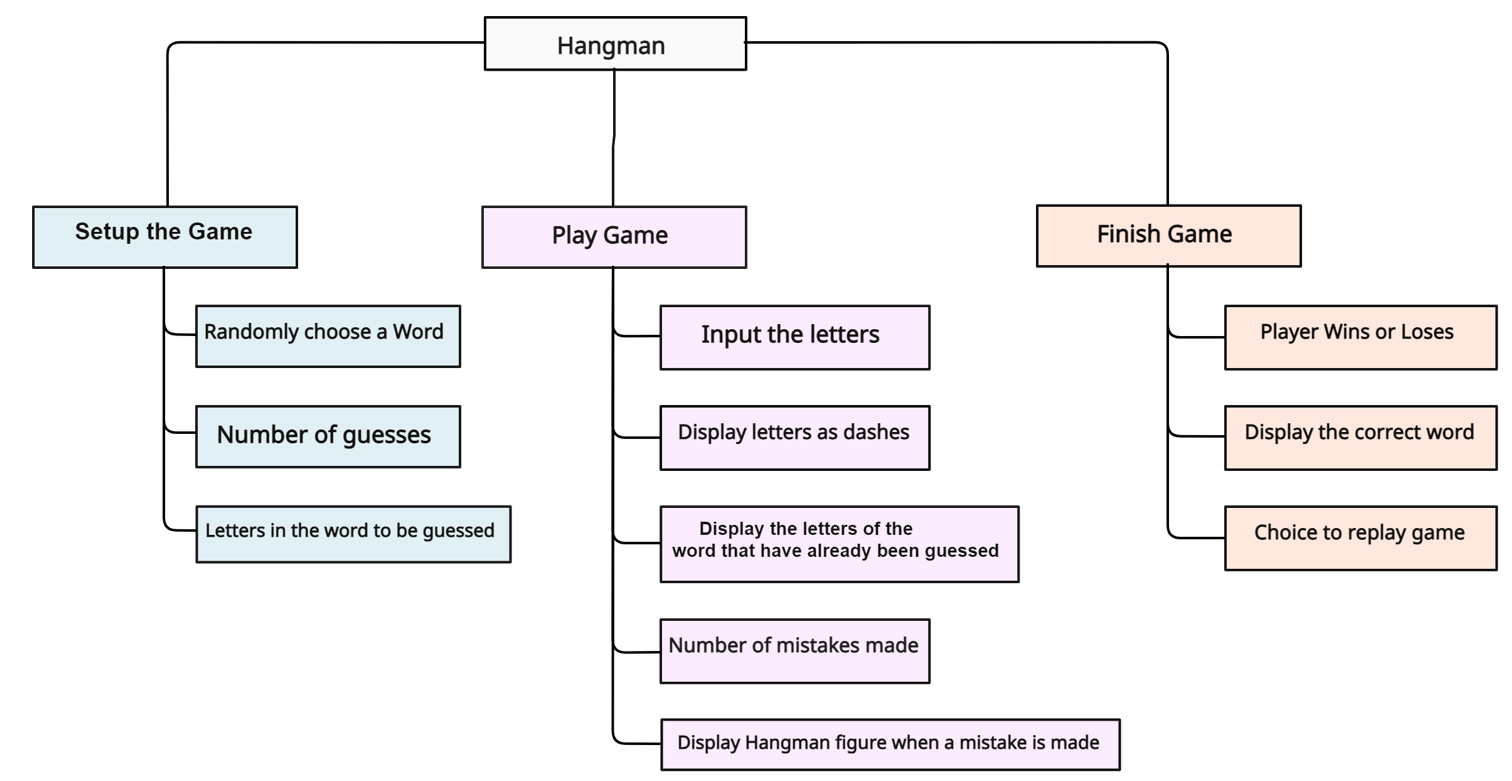 Hangman
Setup the Game
Randomly choose a Word
Number of guesses
Letters in the word to be guessed
Play Game
Input the letters
Display letters as dashes
Display the letters of the
word that have already been guessed
Number of mistakes made
Display Hangman figure when a mistake is made
Finish Game
Player Wins or Loses
Display the correct word
Choice to replay game